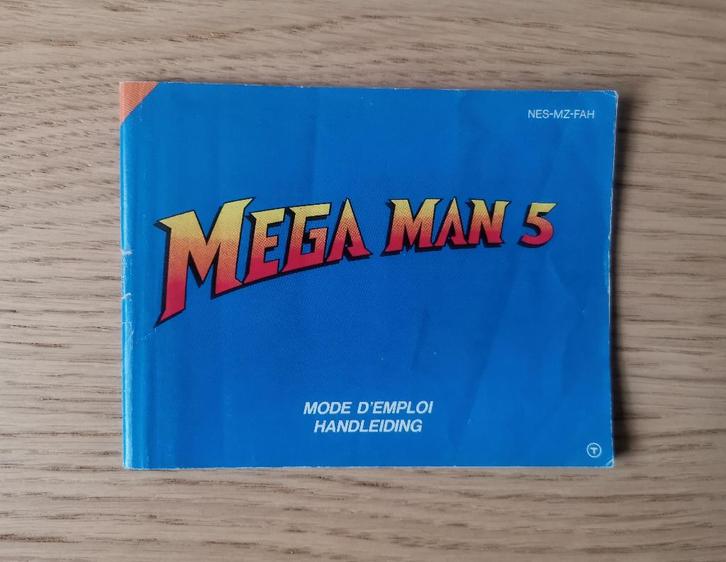 NES-MZ-FAH
MEGA MAN 5
MODE D'EMPLOI
HANDLEIDING
T